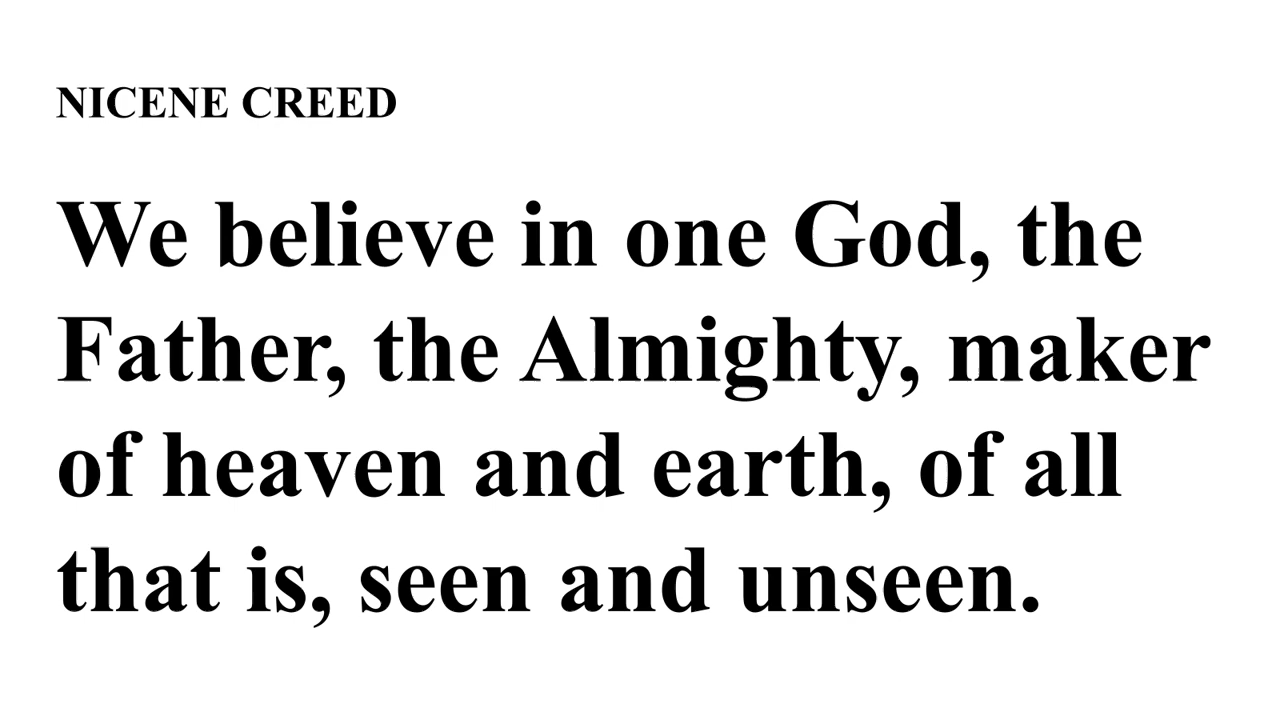 NICENE CREED
We believe in one God, the
Father, the Almighty, maker
of heaven and earth, of all
that is, seen and unseen.